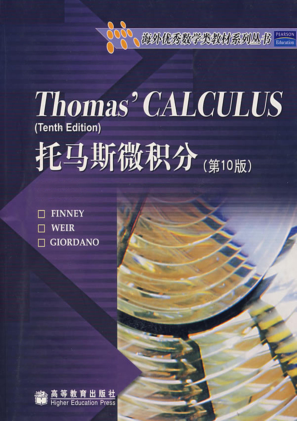 海外优秀数学类教材系列丛书
PEARSON
Education
Thomas' CALCULUS
(Tenth Edition)
托马斯微积分(第10版)
FINNEY
WEIR
GIORDANO
高等教育出版社
Higher Education Press